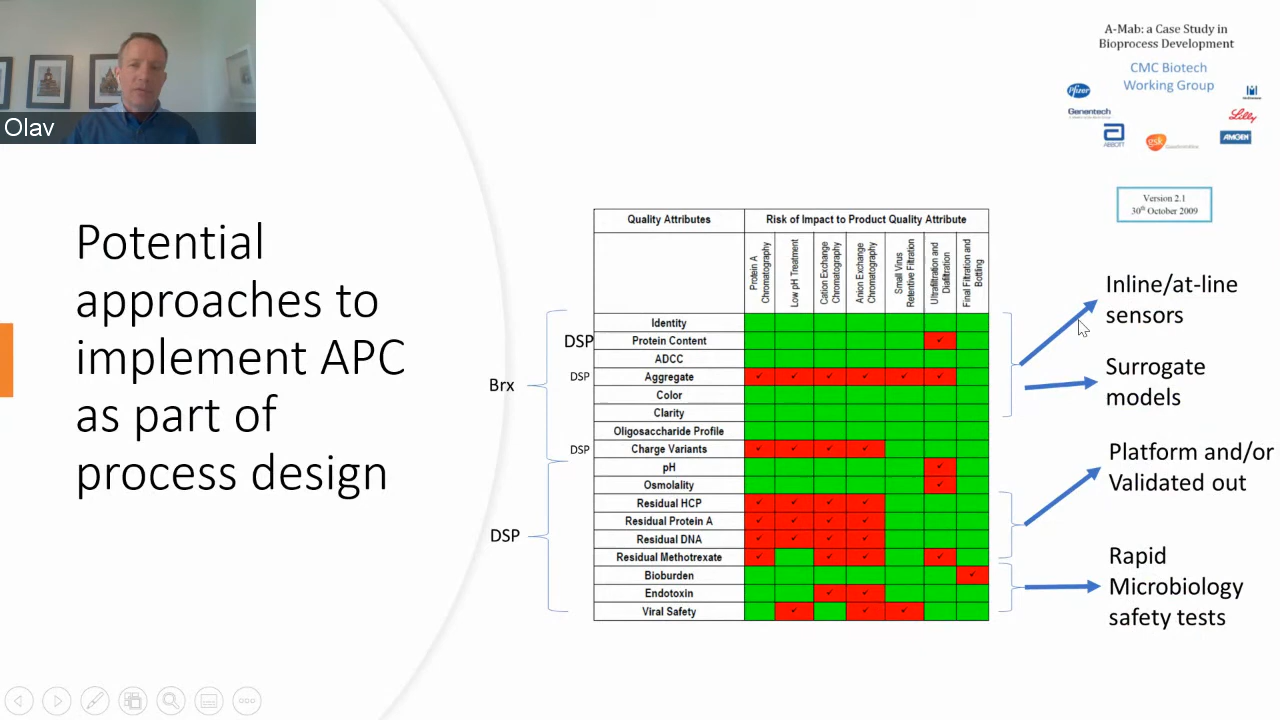 Olav
A-Mab: a Case Study in
Bioprocess Development
CMC Biotech
Working Group
Pfizer
Genentech
Lilly
ABBOTT
gsk
AMGEN
Version 2.1
30th October 2009
Potential
approaches to
implement APC
as part of
process design
Quality Attributes
Risk of Impact to Product Quality Attribute
Protein A
Chromatography
Low pH Treatment
Cation Exchange
Chromatography
Anion Exchange
Chromatography
Small Virus
Retentive Filtration
Ultrafiltration and
Diafiltration
Final Filtration and
Bottling
Identity
DSP Protein Content ✓
ADCC
DSP Aggregate ✓ ✓ ✓ ✓ ✓ ✓
Brx
Color
Clarity
Oligosaccharide Profile
DSP Charge Variants ✓ ✓ ✓ ✓
pH ✓
Osmolality ✓
Residual HCP ✓ ✓ ✓ ✓
Residual Protein A ✓ ✓ ✓ ✓
DSP
Residual DNA ✓ ✓ ✓ ✓
Residual Methotrexate ✓ ✓ ✓ ✓
Bioburden ✓
Endotoxin ✓ ✓
Viral Safety ✓ ✓ ✓
Inline/at-line
sensors
Surrogate
models
Platform and/or
Validated out
Rapid
Microbiology
safety tests